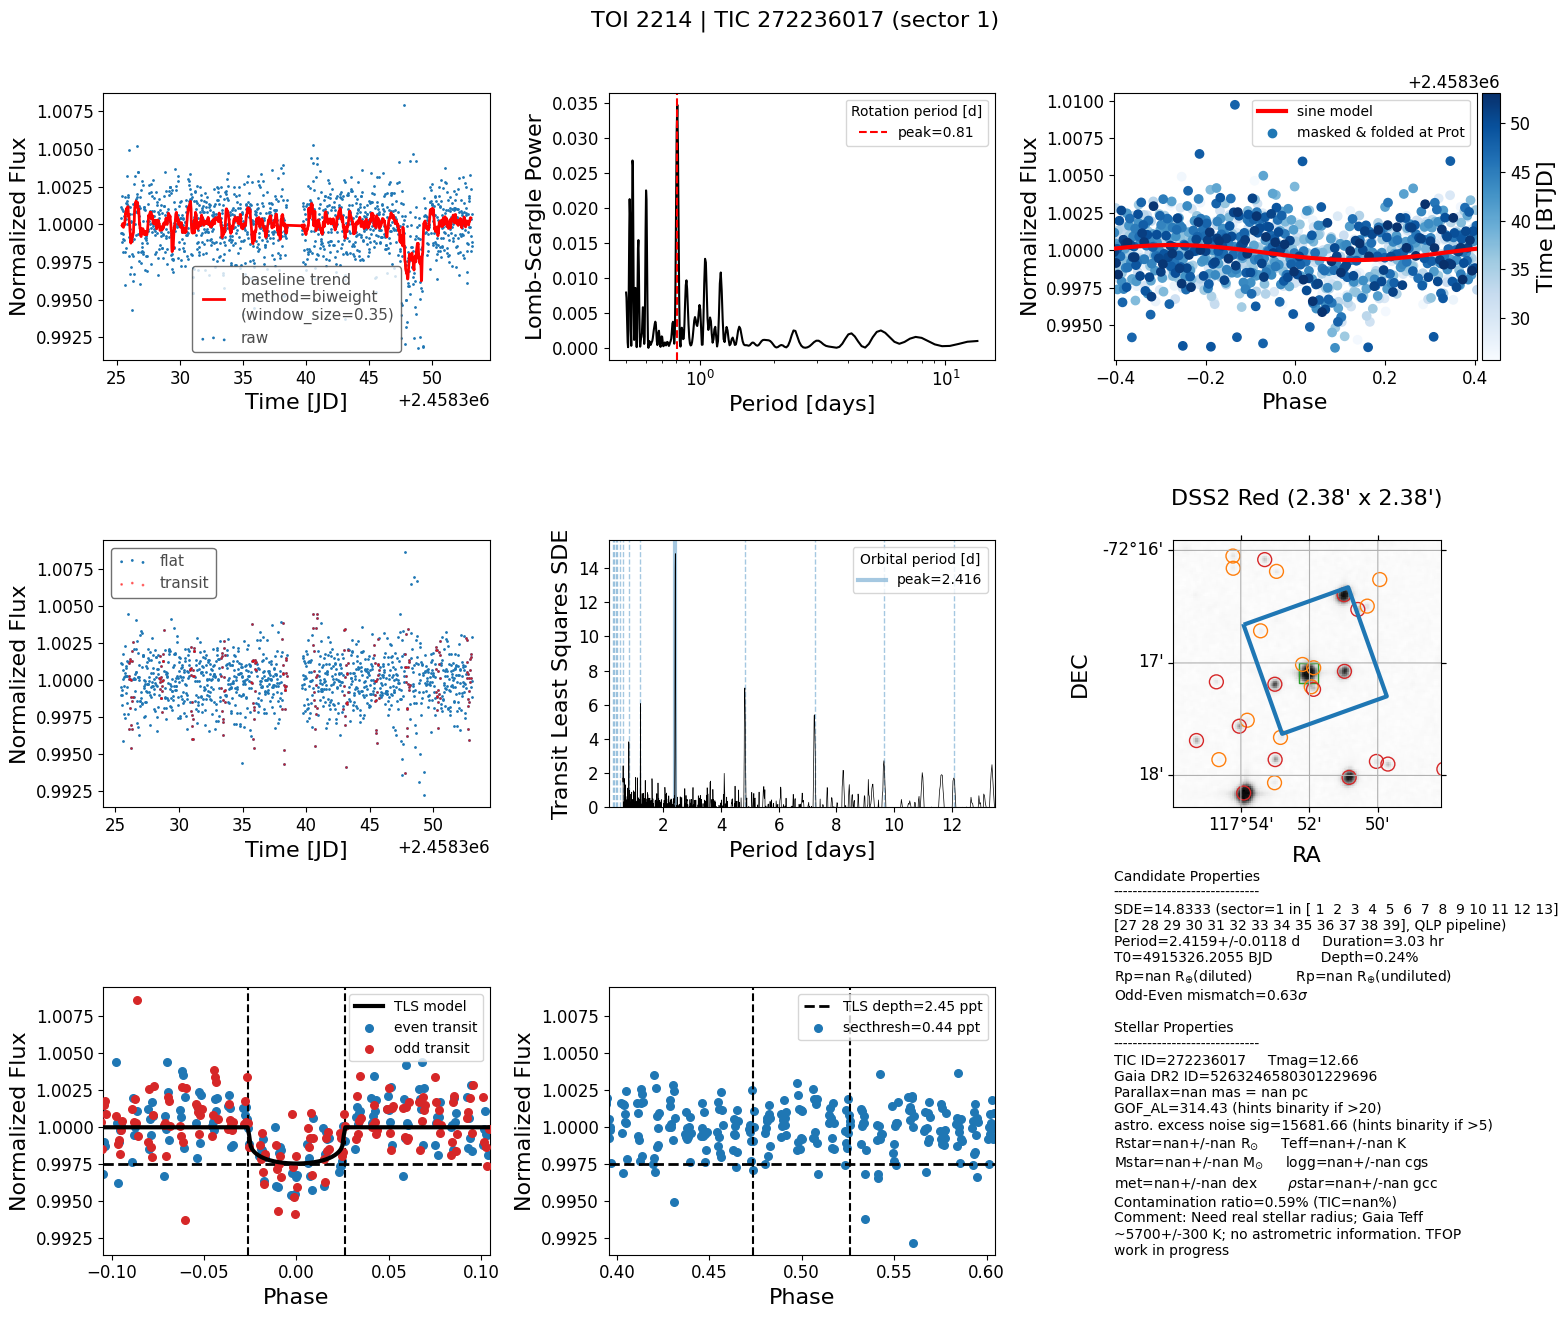 TOI 2214 | TIC 272236017 (sector 1)
Normalized Flux
1.0075
1.0050
1.0025
1.0000
0.9975
0.9950
0.9925
baseline trend
method=biweight
(window_size=0.35)
raw
25 30 35 40 45 50
Time [JD]
+2.4583e6
Lomb-Scargle Power
0.035
0.030
0.025
0.020
0.015
0.010
0.005
0.000
Rotation period [d]
peak=0.81
10⁰ 10¹
Period [days]
Normalized Flux
1.0100
1.0075
1.0050
1.0025
1.0000
0.9975
0.9950
sine model
masked & folded at Prot
−0.4 −0.2 0.0 0.2 0.4
Phase
+2.4583e6
50
45
40
35
30
Time [BTJD]
Normalized Flux
1.0075
1.0050
1.0025
1.0000
0.9975
0.9950
0.9925
flat
transit
25 30 35 40 45 50
Time [JD]
+2.4583e6
Transit Least Squares SDE
14
12
10
8
6
4
2
0
Orbital period [d]
peak=2.416
2 4 6 8 10 12
Period [days]
DSS2 Red (2.38' x 2.38')
DEC
-72°16'
17'
18'
117°54' 52' 50'
RA
Normalized Flux
1.0075
1.0050
1.0025
1.0000
0.9975
0.9950
0.9925
TLS model
even transit
odd transit
−0.10 −0.05 0.00 0.05 0.10
Phase
Normalized Flux
1.0075
1.0050
1.0025
1.0000
0.9975
0.9950
0.9925
TLS depth=2.45 ppt
secthresh=0.44 ppt
0.40 0.45 0.50 0.55 0.60
Phase
Candidate Properties
------------------------------
SDE=14.8333 (sector=1 in [ 1 2 3 4 5 6 7 8 9 10 11 12 13]
[27 28 29 30 31 32 33 34 35 36 37 38 39], QLP pipeline)
Period=2.4159+/-0.0118 d Duration=3.03 hr
T0=4915326.2055 BJD Depth=0.24%
Rp=nan R⊕(diluted) Rp=nan R⊕(undiluted)
Odd-Even mismatch=0.63σ
Stellar Properties
------------------------------
TIC ID=272236017 Tmag=12.66
Gaia DR2 ID=5263246580301229696
Parallax=nan mas = nan pc
GOF_AL=314.43 (hints binarity if >20)
astro. excess noise sig=15681.66 (hints binarity if >5)
Rstar=nan+/-nan R⊙ Teff=nan+/-nan K
Mstar=nan+/-nan M⊙ logg=nan+/-nan cgs
met=nan+/-nan dex ρstar=nan+/-nan gcc
Contamination ratio=0.59% (TIC=nan%)
Comment: Need real stellar radius; Gaia Teff
~5700+/-300 K; no astrometric information. TFOP
work in progress